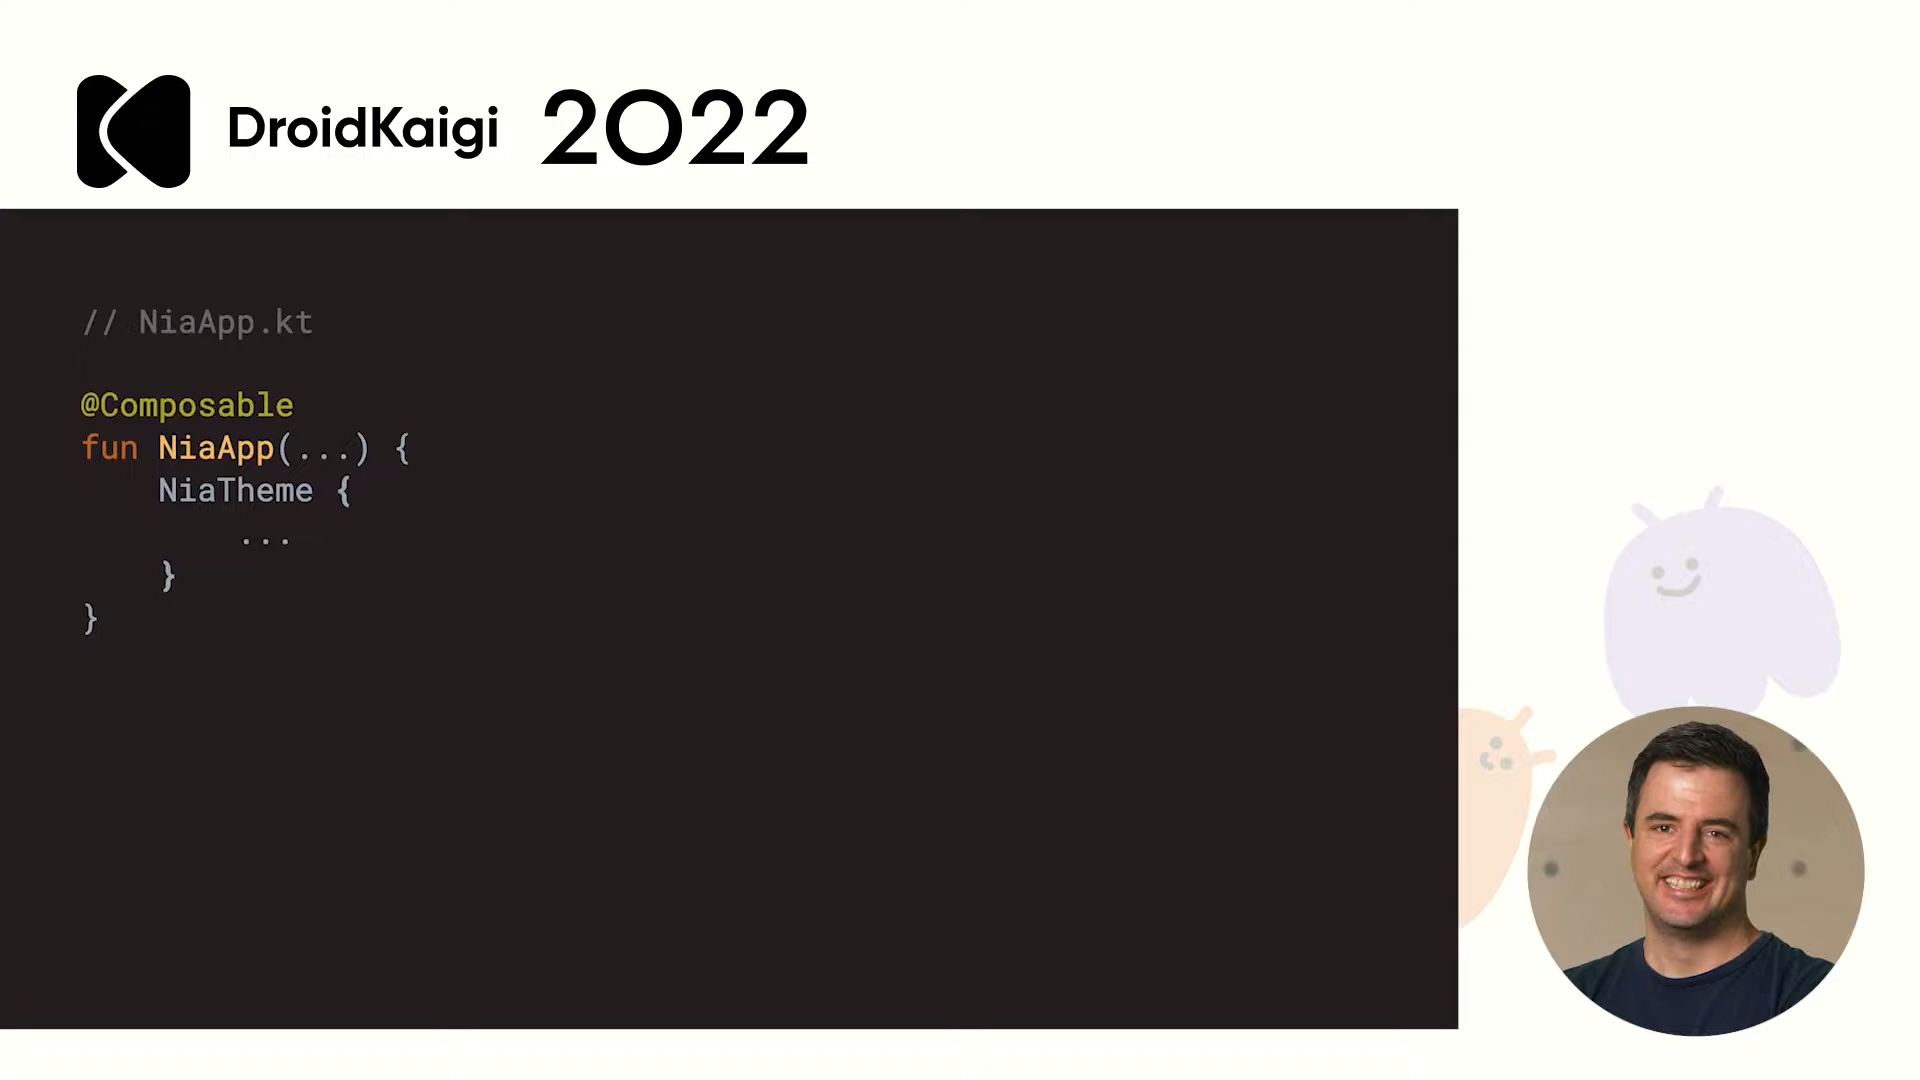 DroidKaigi 2022
// NiaApp.kt
@Composable
fun NiaApp(...) {
    NiaTheme {
        ...
    }
}